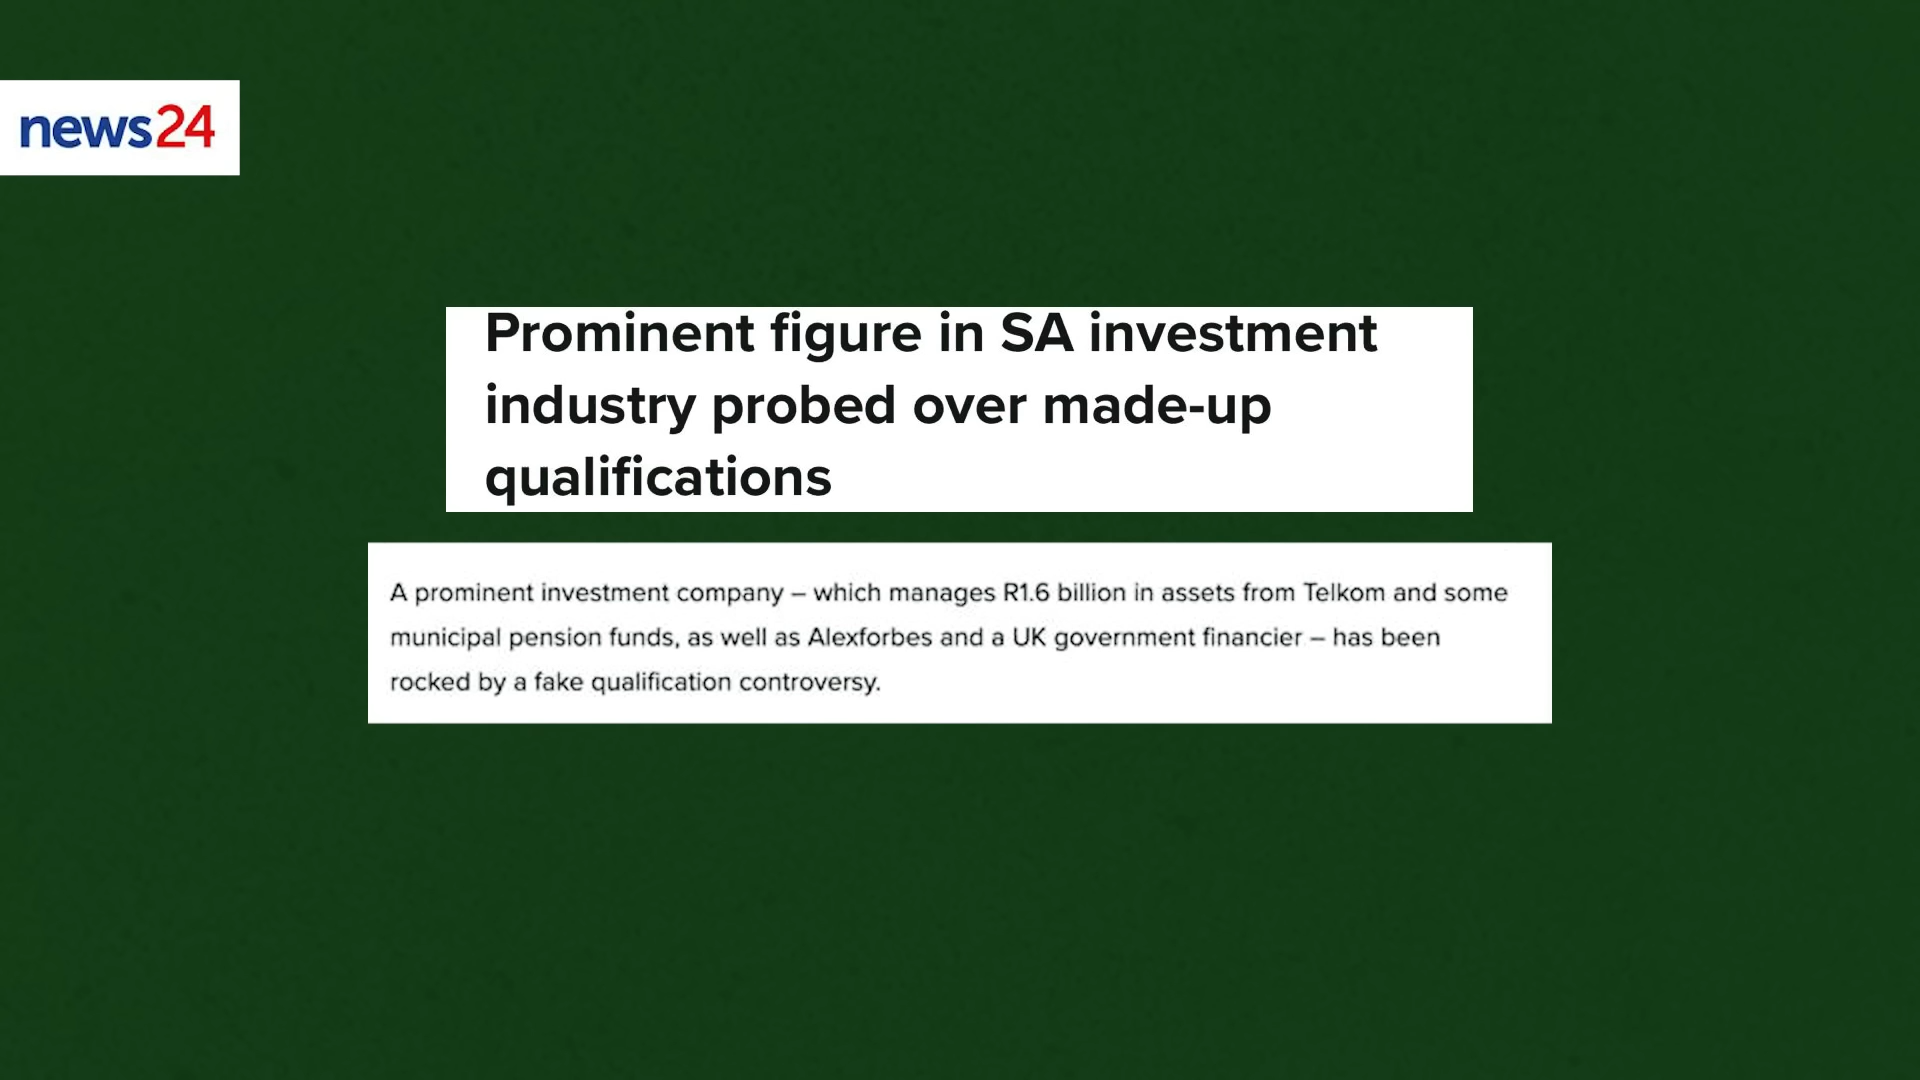 news24
Prominent figure in SA investment
industry probed over made-up
qualifications
A prominent investment company – which manages R1.6 billion in assets from Telkom and some
municipal pension funds, as well as Alexforbes and a UK government financier – has been
rocked by a fake qualification controversy.